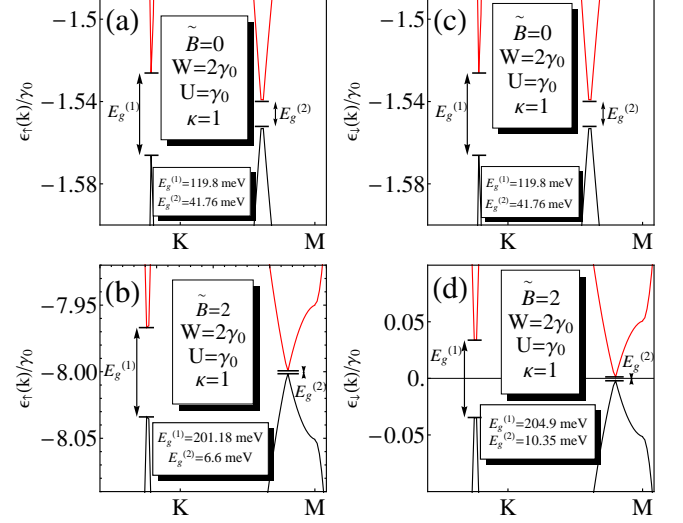 (a)
B̃=0
W=2γ₀
U=γ₀
κ=1
−1.5
−1.54
−1.58
ϵ↑(k)/γ₀
E_g⁽¹⁾
E_g⁽²⁾
E_g⁽¹⁾=119.8 meV
E_g⁽²⁾=41.76 meV
K M
(c)
B̃=0
W=2γ₀
U=γ₀
κ=1
−1.5
−1.54
−1.58
ϵ↓(k)/γ₀
E_g⁽¹⁾
E_g⁽²⁾
E_g⁽¹⁾=119.8 meV
E_g⁽²⁾=41.76 meV
K M
(b)
B̃=2
W=2γ₀
U=γ₀
κ=1
−7.95
−8.00
−8.05
ϵ↑(k)/γ₀
E_g⁽¹⁾
E_g⁽²⁾
E_g⁽¹⁾=201.18 meV
E_g⁽²⁾=6.6 meV
K M
(d)
B̃=2
W=2γ₀
U=γ₀
κ=1
0.05
0.
−0.05
ϵ↓(k)/γ₀
E_g⁽¹⁾
E_g⁽²⁾
E_g⁽¹⁾=204.9 meV
E_g⁽²⁾=10.35 meV
K M